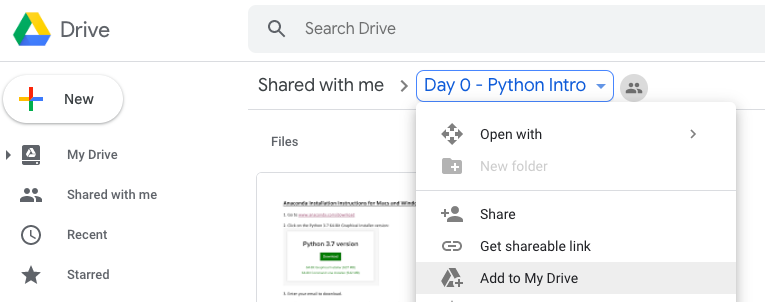 Drive
Search Drive
New
My Drive
Shared with me
Recent
Starred
Shared with me > Day 0 - Python Intro
Files
Anaconda Installation Instructions for Macs and Windo
1. Go to www.anaconda.com/download
2. Click on the Python 3.7 64-Bit Graphical Installer version:
Python 3.7 version
Download
3. Enter your email to download:
Open with
New folder
Share
Get shareable link
Add to My Drive